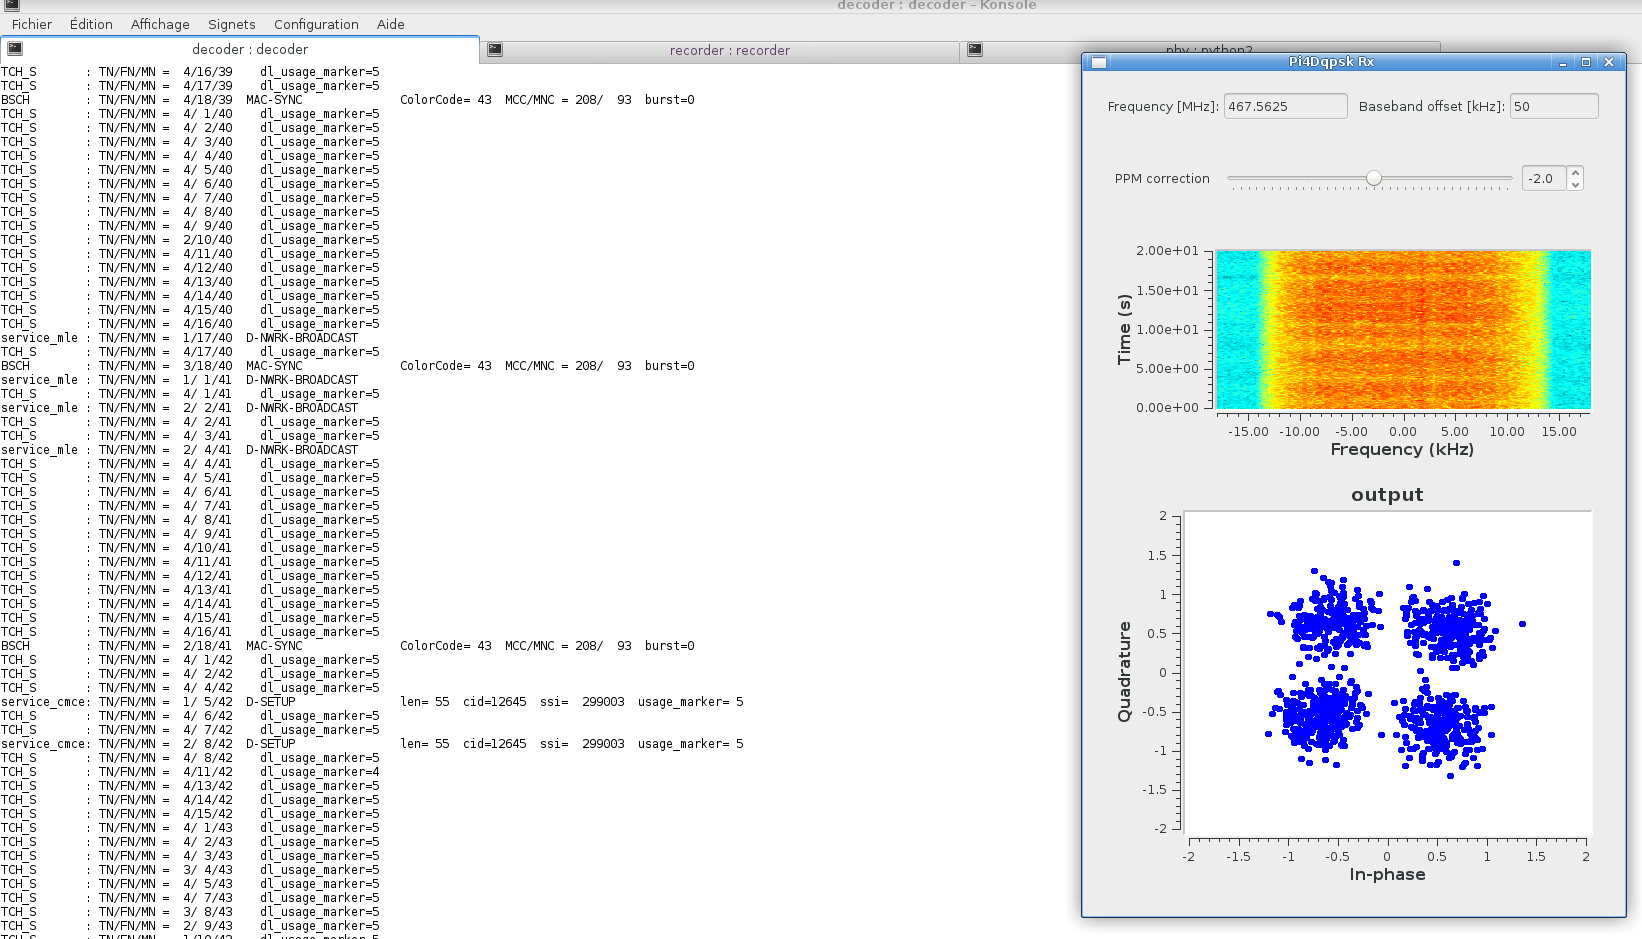 decoder : decoder – Konsole
Fichier Édition Affichage Signets Configuration Aide
decoder : decoder
recorder : recorder
phy : python2
TCH_S : TN/FN/MN = 4/16/39 dl_usage_marker=5
TCH_S : TN/FN/MN = 4/17/39 dl_usage_marker=5
BSCH : TN/FN/MN = 4/18/39 MAC-SYNC ColorCode= 43 MCC/MNC = 208/ 93 burst=0
TCH_S : TN/FN/MN = 4/ 1/40 dl_usage_marker=5
TCH_S : TN/FN/MN = 4/ 2/40 dl_usage_marker=5
TCH_S : TN/FN/MN = 4/ 3/40 dl_usage_marker=5
TCH_S : TN/FN/MN = 4/ 4/40 dl_usage_marker=5
TCH_S : TN/FN/MN = 4/ 5/40 dl_usage_marker=5
TCH_S : TN/FN/MN = 4/ 6/40 dl_usage_marker=5
TCH_S : TN/FN/MN = 4/ 7/40 dl_usage_marker=5
TCH_S : TN/FN/MN = 4/ 8/40 dl_usage_marker=5
TCH_S : TN/FN/MN = 4/ 9/40 dl_usage_marker=5
TCH_S : TN/FN/MN = 2/10/40 dl_usage_marker=5
TCH_S : TN/FN/MN = 4/11/40 dl_usage_marker=5
TCH_S : TN/FN/MN = 4/12/40 dl_usage_marker=5
TCH_S : TN/FN/MN = 4/13/40 dl_usage_marker=5
TCH_S : TN/FN/MN = 4/14/40 dl_usage_marker=5
TCH_S : TN/FN/MN = 4/15/40 dl_usage_marker=5
TCH_S : TN/FN/MN = 4/16/40 dl_usage_marker=5
service_mle : TN/FN/MN = 1/17/40 D-NWRK-BROADCAST
TCH_S : TN/FN/MN = 4/17/40 dl_usage_marker=5
BSCH : TN/FN/MN = 3/18/40 MAC-SYNC ColorCode= 43 MCC/MNC = 208/ 93 burst=0
service_mle : TN/FN/MN = 1/ 1/41 D-NWRK-BROADCAST
TCH_S : TN/FN/MN = 4/ 1/41 dl_usage_marker=5
service_mle : TN/FN/MN = 2/ 2/41 D-NWRK-BROADCAST
TCH_S : TN/FN/MN = 4/ 2/41 dl_usage_marker=5
TCH_S : TN/FN/MN = 4/ 3/41 dl_usage_marker=5
service_mle : TN/FN/MN = 2/ 4/41 D-NWRK-BROADCAST
TCH_S : TN/FN/MN = 4/ 4/41 dl_usage_marker=5
TCH_S : TN/FN/MN = 4/ 5/41 dl_usage_marker=5
TCH_S : TN/FN/MN = 4/ 6/41 dl_usage_marker=5
TCH_S : TN/FN/MN = 4/ 7/41 dl_usage_marker=5
TCH_S : TN/FN/MN = 4/ 8/41 dl_usage_marker=5
TCH_S : TN/FN/MN = 4/ 9/41 dl_usage_marker=5
TCH_S : TN/FN/MN = 4/10/41 dl_usage_marker=5
TCH_S : TN/FN/MN = 4/11/41 dl_usage_marker=5
TCH_S : TN/FN/MN = 4/12/41 dl_usage_marker=5
TCH_S : TN/FN/MN = 4/13/41 dl_usage_marker=5
TCH_S : TN/FN/MN = 4/14/41 dl_usage_marker=5
TCH_S : TN/FN/MN = 4/15/41 dl_usage_marker=5
TCH_S : TN/FN/MN = 4/16/41 dl_usage_marker=5
BSCH : TN/FN/MN = 2/18/41 MAC-SYNC ColorCode= 43 MCC/MNC = 208/ 93 burst=0
TCH_S : TN/FN/MN = 4/ 1/42 dl_usage_marker=5
TCH_S : TN/FN/MN = 4/ 2/42 dl_usage_marker=5
TCH_S : TN/FN/MN = 4/ 4/42 dl_usage_marker=5
service_cmce: TN/FN/MN = 1/ 5/42 D-SETUP len= 55 cid=12645 ssi= 299003 usage_marker= 5
TCH_S : TN/FN/MN = 4/ 6/42 dl_usage_marker=5
TCH_S : TN/FN/MN = 4/ 7/42 dl_usage_marker=5
service_cmce: TN/FN/MN = 2/ 8/42 D-SETUP len= 55 cid=12645 ssi= 299003 usage_marker= 5
TCH_S : TN/FN/MN = 4/ 8/42 dl_usage_marker=5
TCH_S : TN/FN/MN = 4/11/42 dl_usage_marker=4
TCH_S : TN/FN/MN = 4/13/42 dl_usage_marker=5
TCH_S : TN/FN/MN = 4/14/42 dl_usage_marker=5
TCH_S : TN/FN/MN = 4/15/42 dl_usage_marker=5
TCH_S : TN/FN/MN = 4/ 1/43 dl_usage_marker=5
TCH_S : TN/FN/MN = 4/ 2/43 dl_usage_marker=5
TCH_S : TN/FN/MN = 4/ 3/43 dl_usage_marker=5
TCH_S : TN/FN/MN = 3/ 4/43 dl_usage_marker=5
TCH_S : TN/FN/MN = 4/ 5/43 dl_usage_marker=5
TCH_S : TN/FN/MN = 4/ 7/43 dl_usage_marker=5
TCH_S : TN/FN/MN = 3/ 8/43 dl_usage_marker=5
TCH_S : TN/FN/MN = 2/ 9/43 dl_usage_marker=5
TCH_S : TN/FN/MN = 1/10/43 dl_usage_marker=5
Pi4Dqpsk Rx
Frequency [MHz]: 467.5625 Baseband offset [kHz]: 50
PPM correction -2.0
2.00e+01
1.50e+01
1.00e+01
5.00e+00
0.00e+00
Time (s)
-15.00 -10.00 -5.00 0.00 5.00 10.00 15.00
Frequency (kHz)
output
2
1.5
1
0.5
0
-0.5
-1
-1.5
-2
Quadrature
-2 -1.5 -1 -0.5 0 0.5 1 1.5 2
In-phase